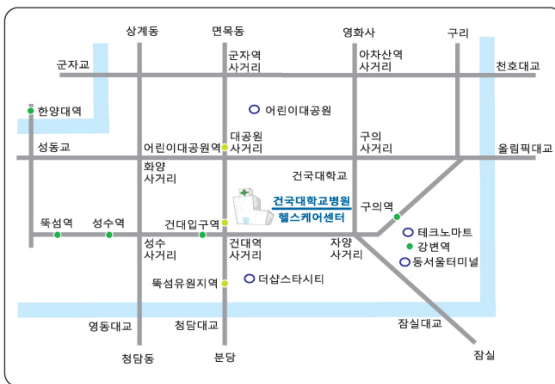 상계동
면목동
영화사
구리
군자교
군자역
사거리
아차산역
사거리
천호대교
한양대역
어린이대공원
성동교
어린이대공원역
대공원
사거리
구의
사거리
올림픽대교
화양
사거리
건국대학교
건국대학교병원
헬스케어센터
구의역
뚝섬역
성수역
건대입구역
테크노마트
강변역
동서울터미널
성수
사거리
건대역
사거리
자양
사거리
뚝섬유원지역
더샵스타시티
영동대교
청담대교
잠실대교
청담동
분당
잠실